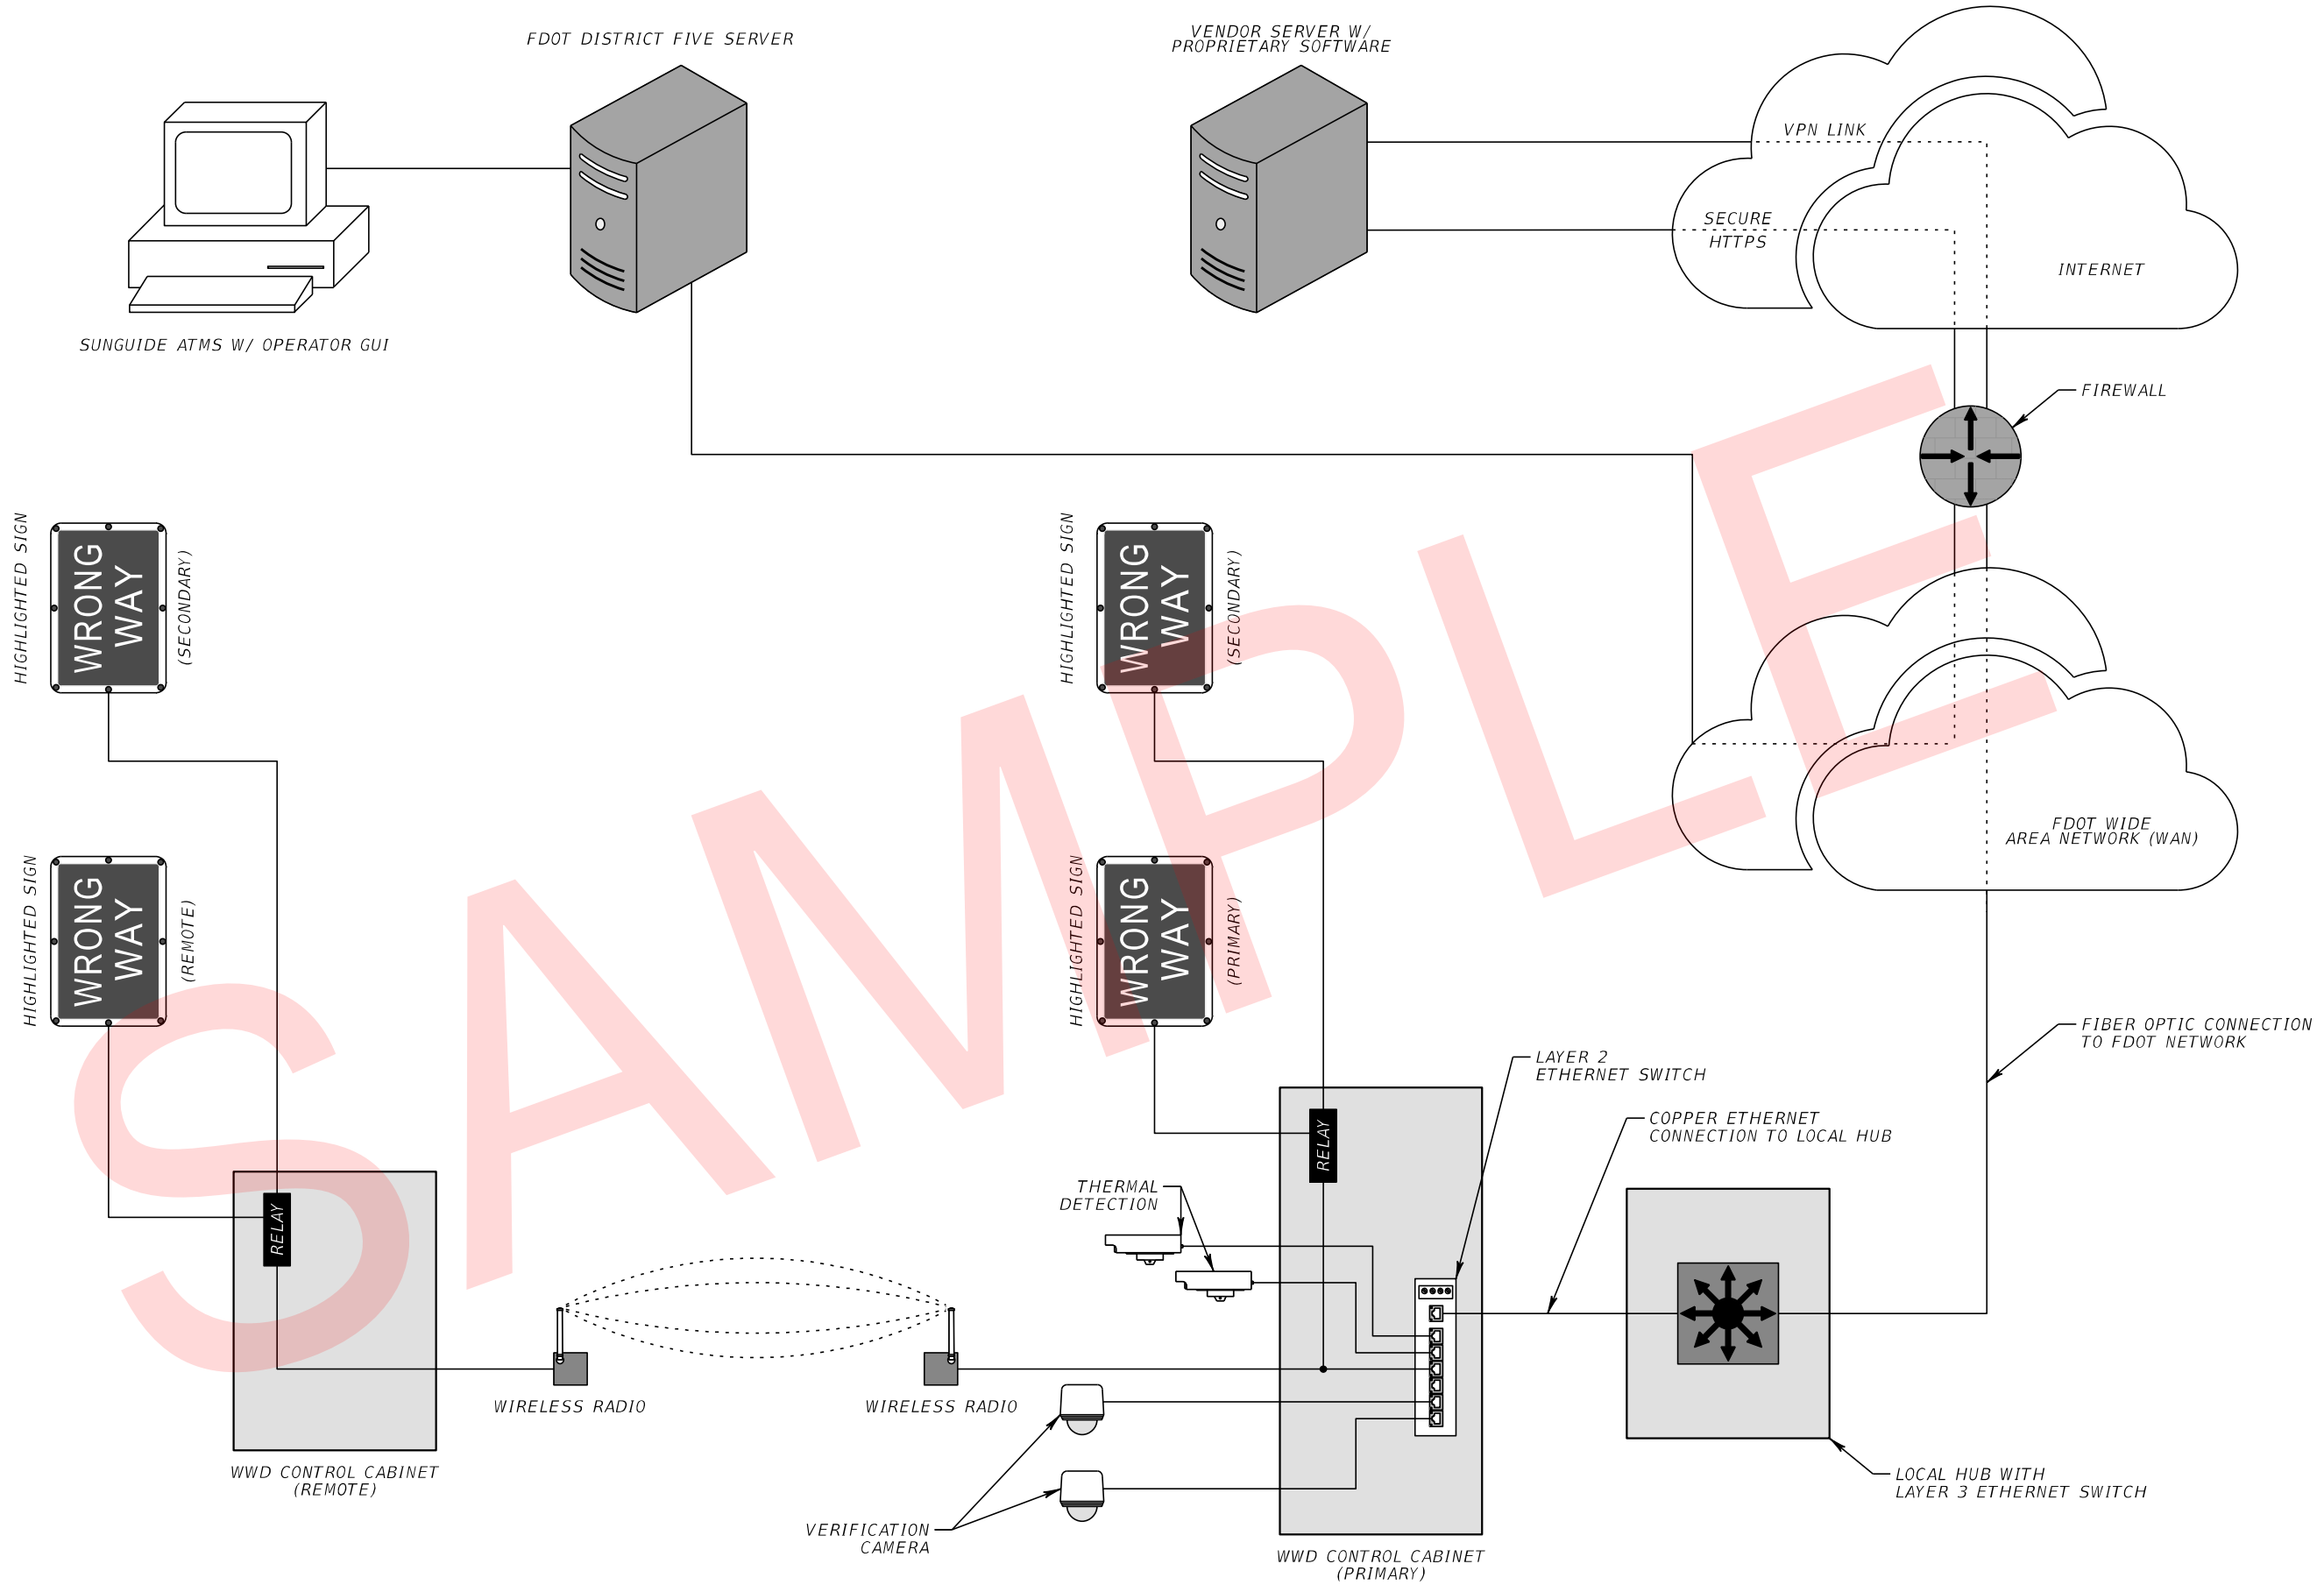 FDOT DISTRICT FIVE SERVER
VENDOR SERVER W/
PROPRIETARY SOFTWARE
VPN LINK
SECURE
HTTPS
INTERNET
SUNGUIDE ATMS W/ OPERATOR GUI
FIREWALL
HIGHLIGHTED SIGN
WRONG
WAY
(SECONDARY)
HIGHLIGHTED SIGN
WRONG
WAY
(SECONDARY)
FDOT WIDE
AREA NETWORK (WAN)
HIGHLIGHTED SIGN
WRONG
WAY
(REMOTE)
HIGHLIGHTED SIGN
WRONG
WAY
(PRIMARY)
SAMPLE
FIBER OPTIC CONNECTION
TO FDOT NETWORK
LAYER 2
ETHERNET SWITCH
COPPER ETHERNET
CONNECTION TO LOCAL HUB
RELAY
RELAY
THERMAL
DETECTION
WIRELESS RADIO
WIRELESS RADIO
WWD CONTROL CABINET
(REMOTE)
LOCAL HUB WITH
LAYER 3 ETHERNET SWITCH
VERIFICATION
CAMERA
WWD CONTROL CABINET
(PRIMARY)